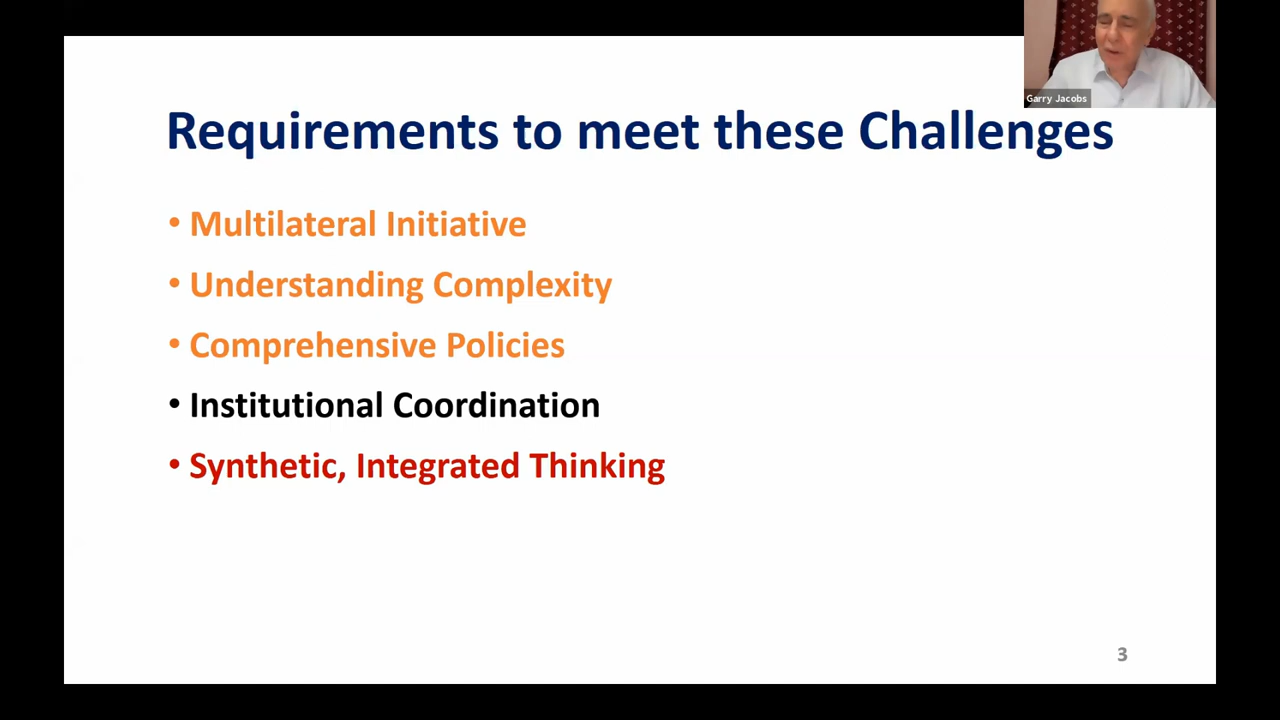 Garry Jacobs
Requirements to meet these Challenges
• Multilateral Initiative
• Understanding Complexity
• Comprehensive Policies
• Institutional Coordination
• Synthetic, Integrated Thinking
3